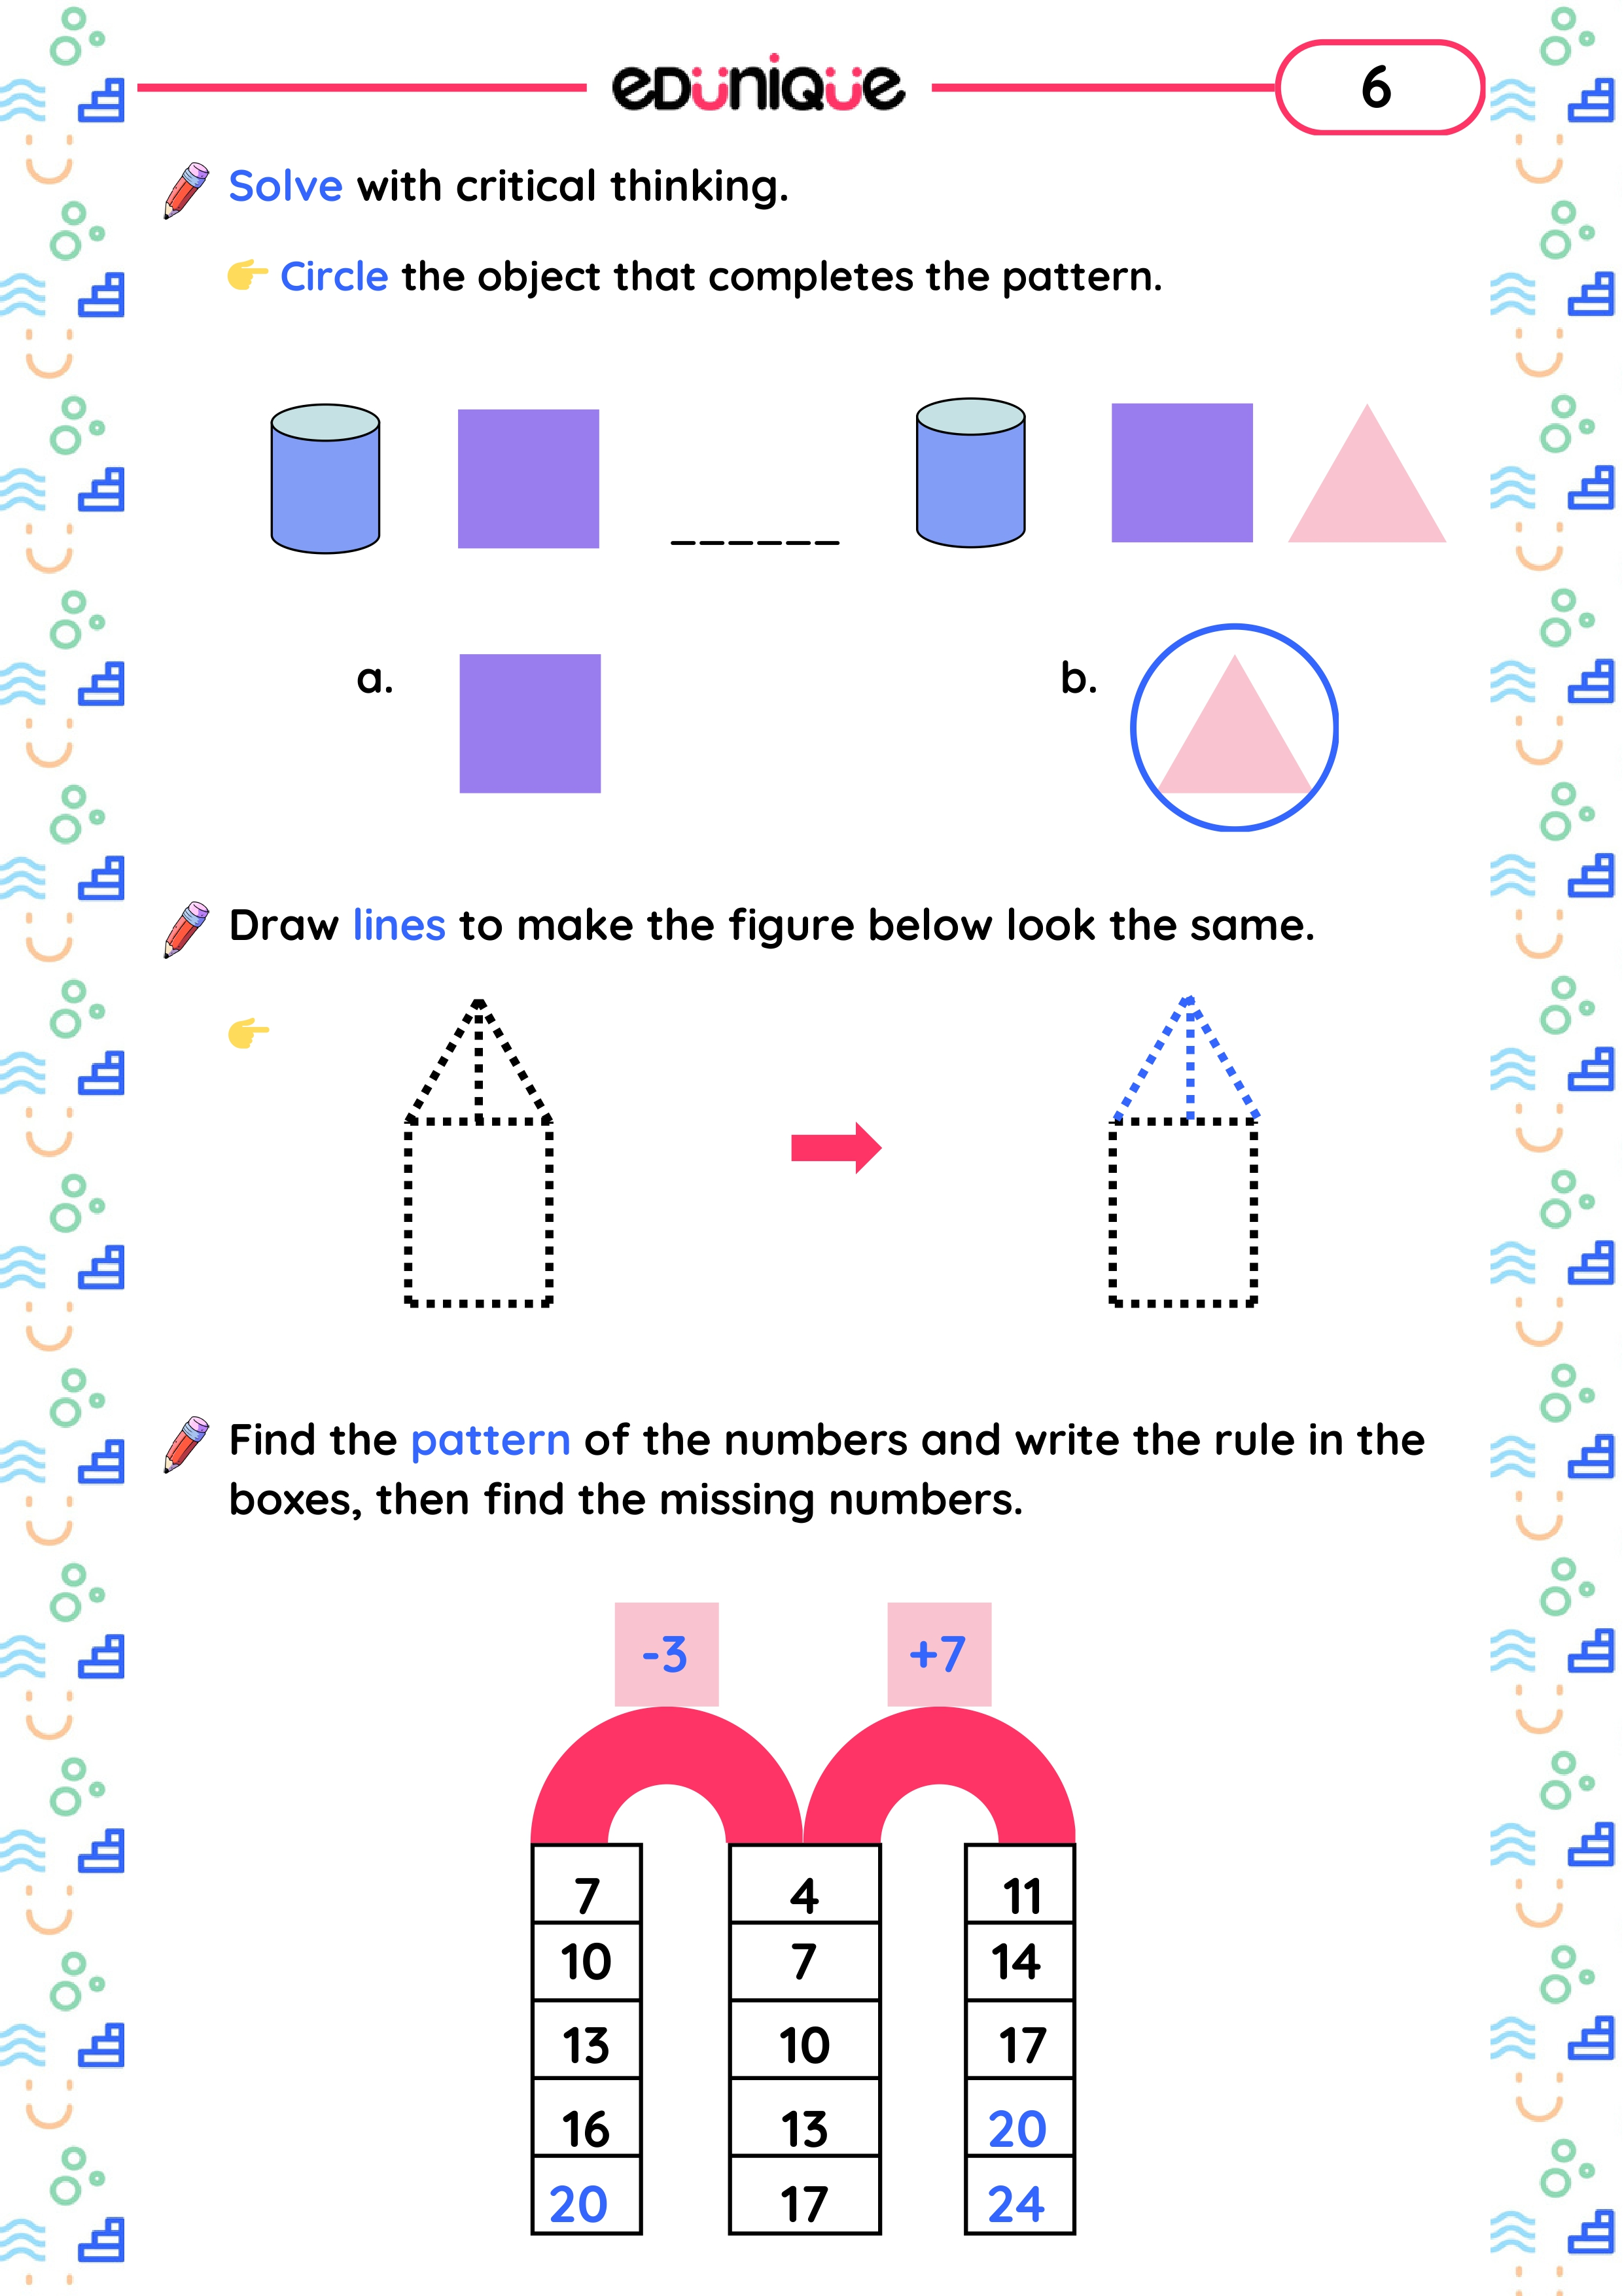 eDüniQüe
6
Solve with critical thinking.
Circle the object that completes the pattern.
______
a.
b.
Draw lines to make the figure below look the same.
Find the pattern of the numbers and write the rule in the
boxes, then find the missing numbers.
-3 +7
7 4 11
10 7 14
13 10 17
16 13 20
20 17 24